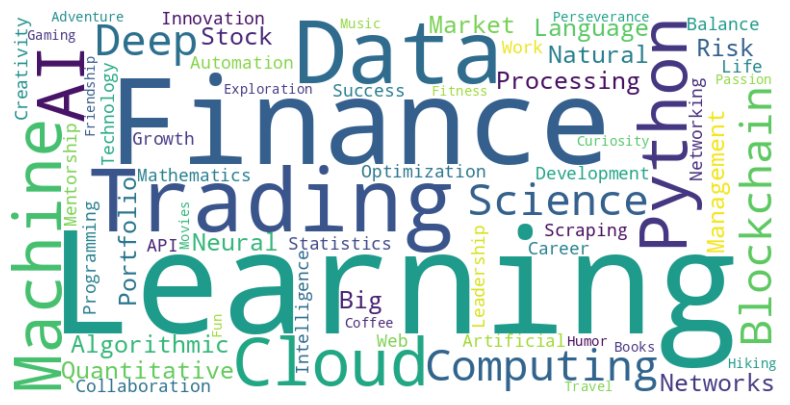 Adventure
Innovation
Music
Perseverance
Gaming
Deep
Stock
Data
Market
Language
Balance
Creativity
AI
Friendship
Technology
Automation
Work
Natural
Python
Risk
Life
Exploration
Success
Fitness
Processing
Passion
Finance
Growth
Curiosity
Networking
Machine
Mentorship
Mathematics
Optimization
Development
Management
Blockchain
Trading
Science
Programming
Portfolio
API
Movies
Neural
Statistics
Scraping
Career
Learning
Intelligence
Big
Leadership
Coffee
Fun
Algorithmic
Cloud
Web
Artificial
Humor
Books
Quantitative
Computing
Hiking
Collaboration
Travel
Networks